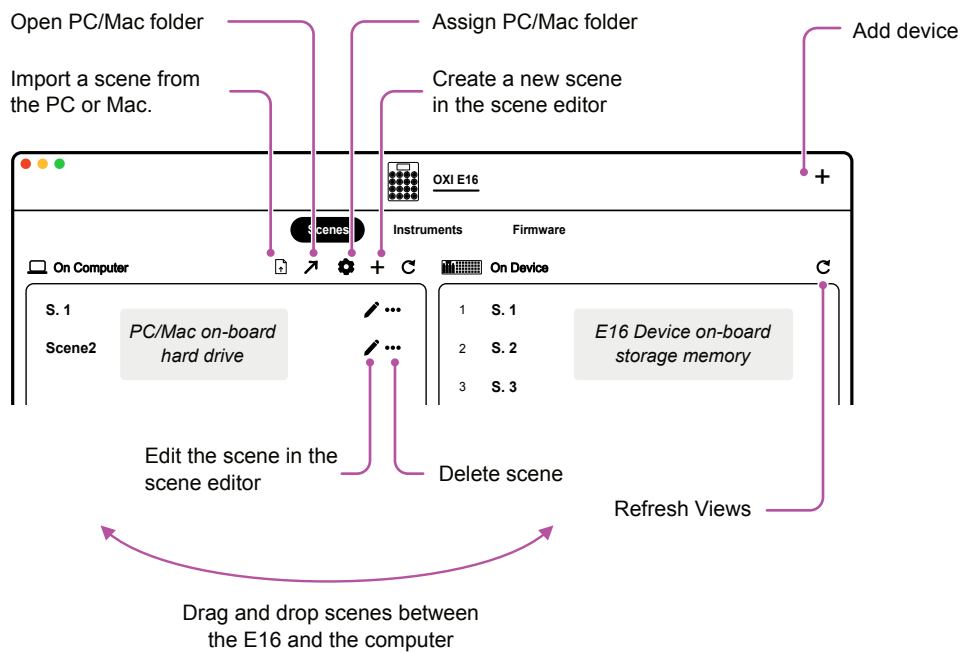 Open PC/Mac folder
Assign PC/Mac folder
Add device
Import a scene from
the PC or Mac.
Create a new scene
in the scene editor
OXI E16
Scenes
Instruments
Firmware
On Computer
On Device
S. 1
Scene2
PC/Mac on-board
hard drive
1 S. 1
2 S. 2
3 S. 3
E16 Device on-board
storage memory
Edit the scene in the
scene editor
Delete scene
Refresh Views
Drag and drop scenes between
the E16 and the computer